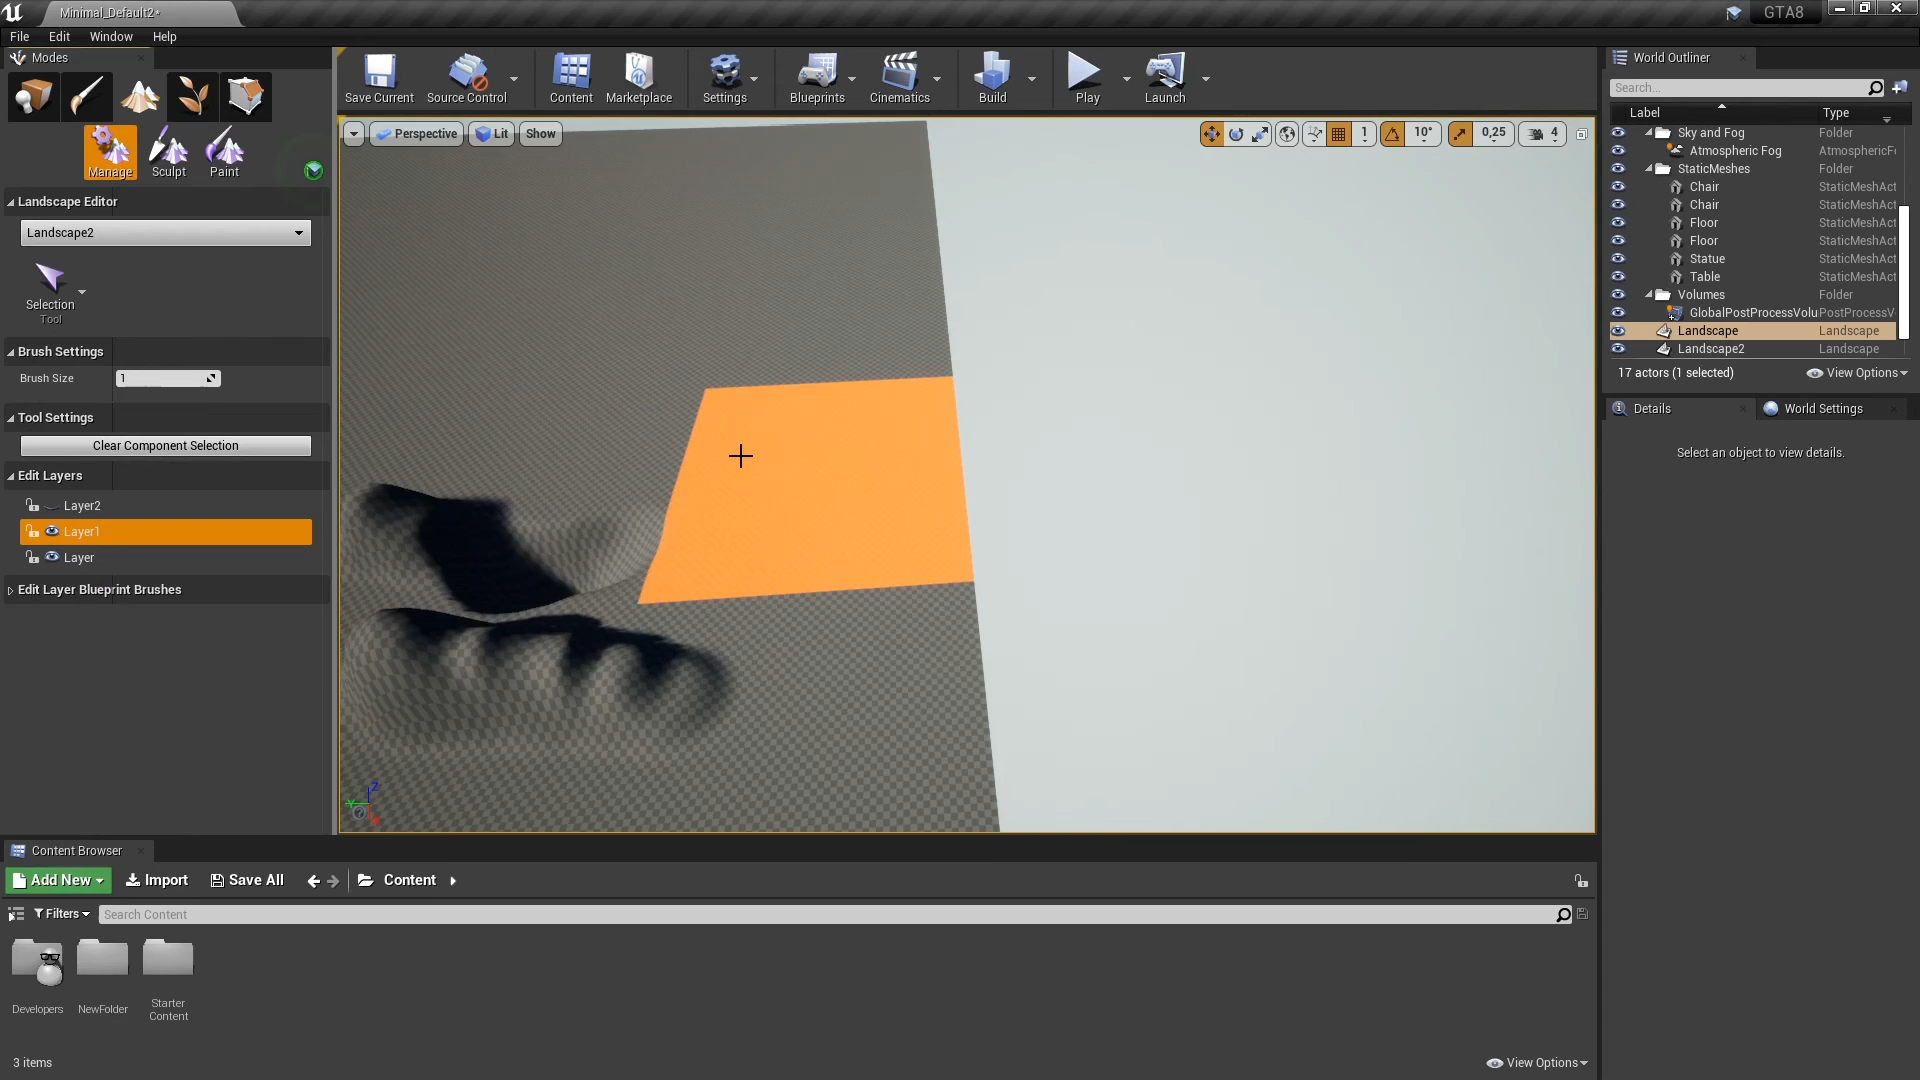 Minimal_Default2*
GTA8
File Edit Window Help
Modes
Save Current
Source Control
Content
Marketplace
Settings
Blueprints
Cinematics
Build
Play
Launch
Manage
Sculpt
Paint
Landscape Editor
Landscape2
Selection
Tool
Brush Settings
Brush Size 1
Tool Settings
Clear Component Selection
Edit Layers
Layer2
Layer1
Layer
Edit Layer Blueprint Brushes
Perspective Lit Show
1 10° 0,25 4
Z
World Outliner
Search...
Label Type
Sky and Fog Folder
Atmospheric Fog AtmosphericF
StaticMeshes Folder
Chair StaticMeshAct
Chair StaticMeshAct
Floor StaticMeshAct
Floor StaticMeshAct
Statue StaticMeshAct
Table StaticMeshAct
Volumes Folder
GlobalPostProcessVolu PostProcessV
Landscape Landscape
Landscape2 Landscape
17 actors (1 selected) View Options
Details World Settings
Select an object to view details.
Content Browser
Add New Import Save All Content
Filters Search Content
Developers
NewFolder
Starter
Content
3 items View Options